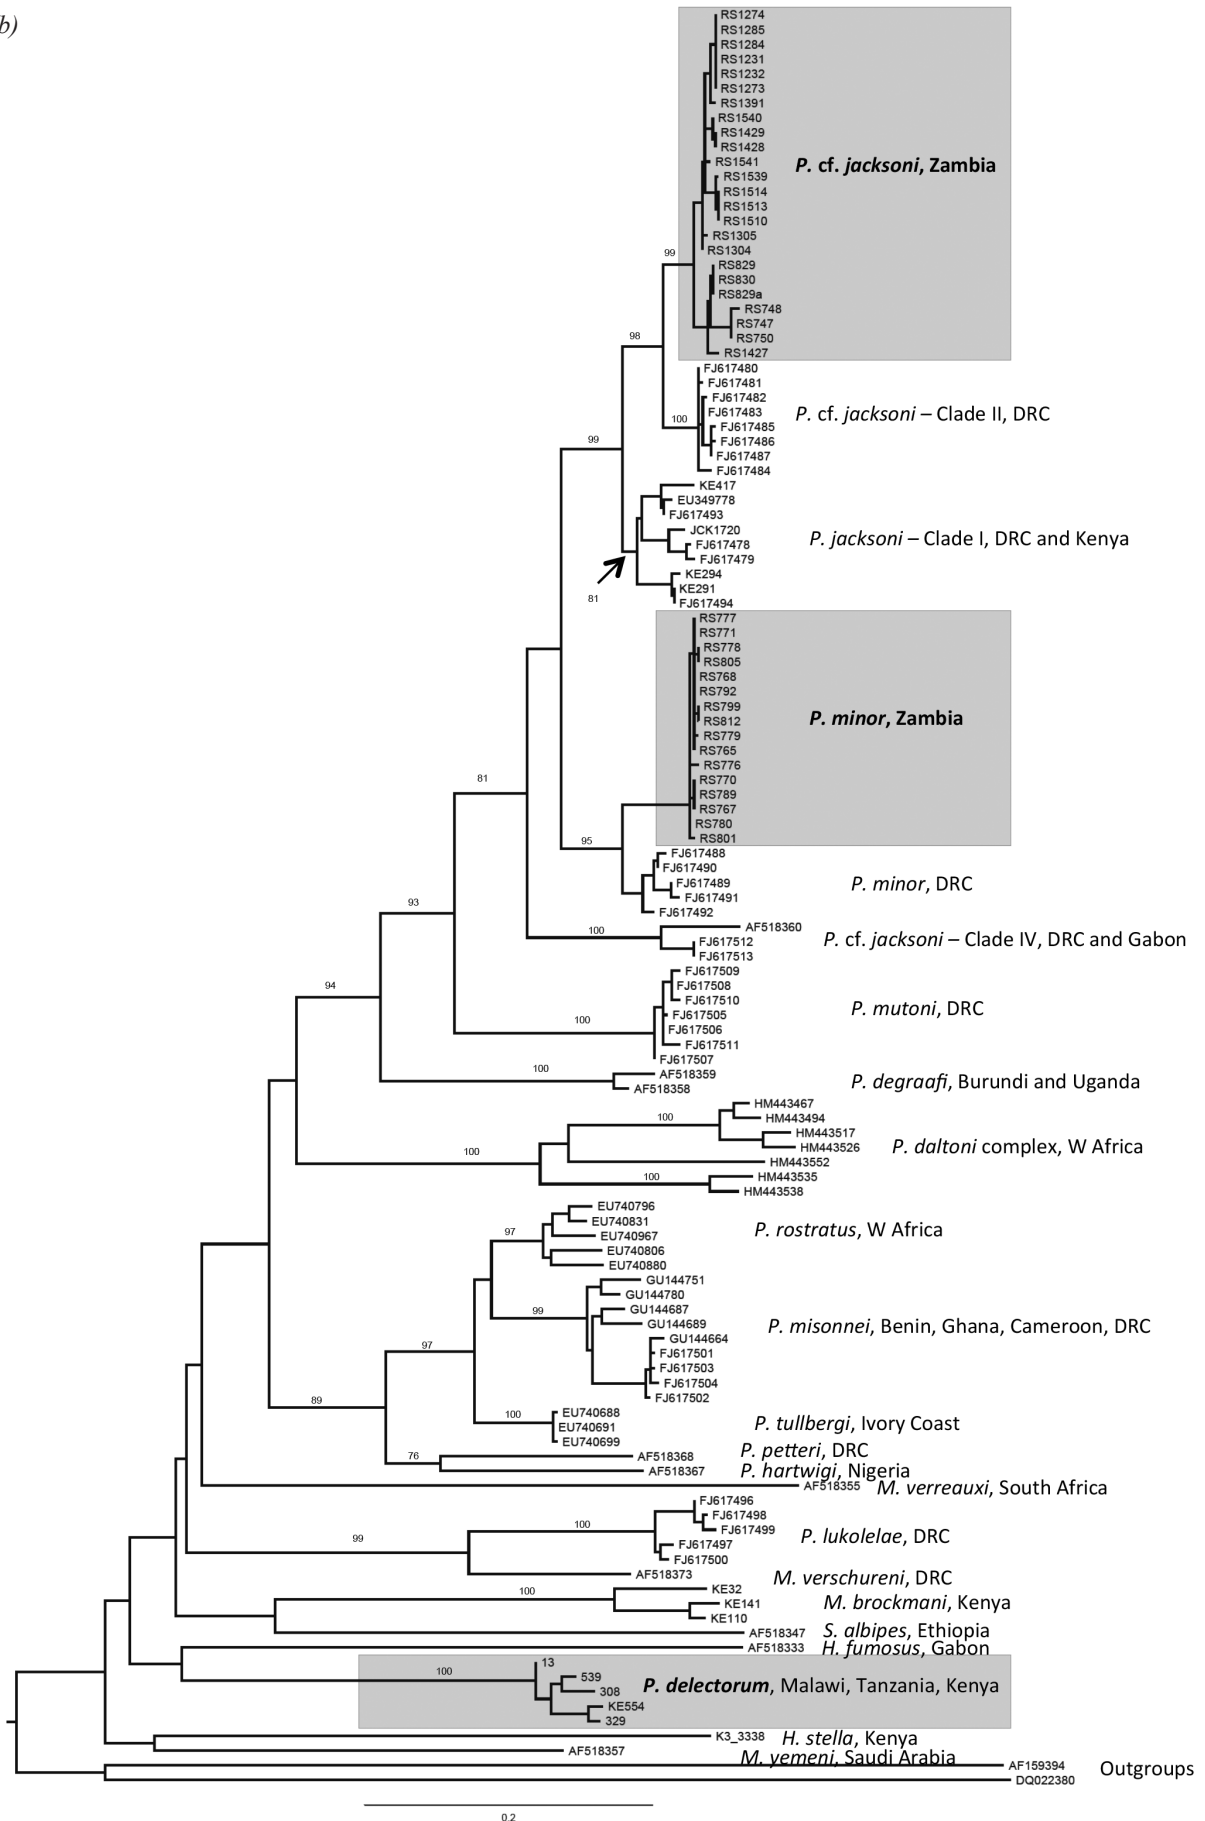 b)
RS1274
RS1285
RS1284
RS1231
RS1232
RS1273
RS1391
RS1540
RS1429
RS1428
RS1541
P. cf. jacksoni, Zambia
RS1539
RS1514
RS1513
RS1510
RS1305
RS1304
99
RS829
RS830
RS829a
RS748
RS747
98
RS750
RS1427
FJ617480
FJ617481
FJ617482
FJ617483
P. cf. jacksoni – Clade II, DRC
100
FJ617485
99
FJ617486
FJ617487
FJ617484
KE417
EU349778
FJ617493
JCK1720
P. jacksoni – Clade I, DRC and Kenya
FJ617478
FJ617479
KE294
KE291
81
FJ617494
RS777
RS771
RS778
RS805
RS768
RS792
RS799
P. minor, Zambia
RS812
RS779
RS765
RS776
81
RS770
RS789
RS767
RS780
RS801
95
FJ617488
FJ617490
FJ617489
P. minor, DRC
FJ617491
93
FJ617492
AF518360
100
FJ617512
P. cf. jacksoni – Clade IV, DRC and Gabon
FJ617513
FJ617509
94
FJ617508
FJ617510
P. mutoni, DRC
FJ617505
100
FJ617506
FJ617511
FJ617507
100
AF518359
P. degraafi, Burundi and Uganda
AF518358
HM443467
100
HM443494
HM443517
HM443526
P. daltoni complex, W Africa
100
HM443552
100
HM443535
HM443538
EU740796
EU740831
P. rostratus, W Africa
97
EU740967
EU740806
EU740880
GU144751
GU144780
GU144687
99
GU144689
P. misonnei, Benin, Ghana, Cameroon, DRC
GU144664
97
FJ617501
FJ617503
FJ617504
89
FJ617502
100
EU740688
EU740691
P. tullbergi, Ivory Coast
EU740699
76
AF518368
P. petteri, DRC
AF518367
P. hartwigi, Nigeria
AF518355
M. verreauxi, South Africa
FJ617496
FJ617498
100
FJ617499
P. lukolelae, DRC
99
FJ617497
FJ617500
AF518373
M. verschureni, DRC
100
KE32
KE141
M. brockmani, Kenya
KE110
AF518347
S. albipes, Ethiopia
AF518333
H. fumosus, Gabon
13
100
539
P. delectorum, Malawi, Tanzania, Kenya
308
KE554
329
K3_3338
H. stella, Kenya
AF518357
M. yemeni, Saudi Arabia
AF159394
Outgroups
DQ022380
0.2